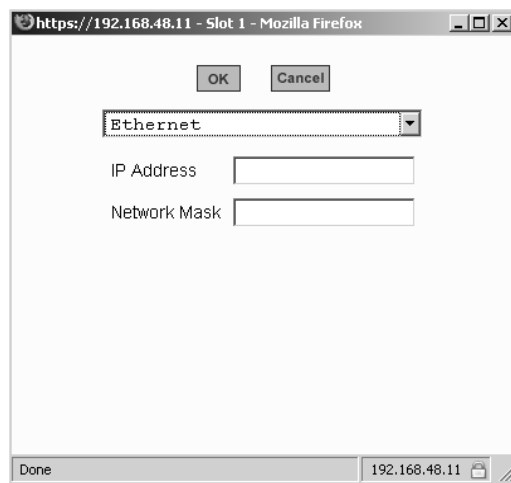 https://192.168.48.11 - Slot 1 - Mozilla Firefox
OK Cancel
Ethernet
IP Address
Network Mask
Done 192.168.48.11